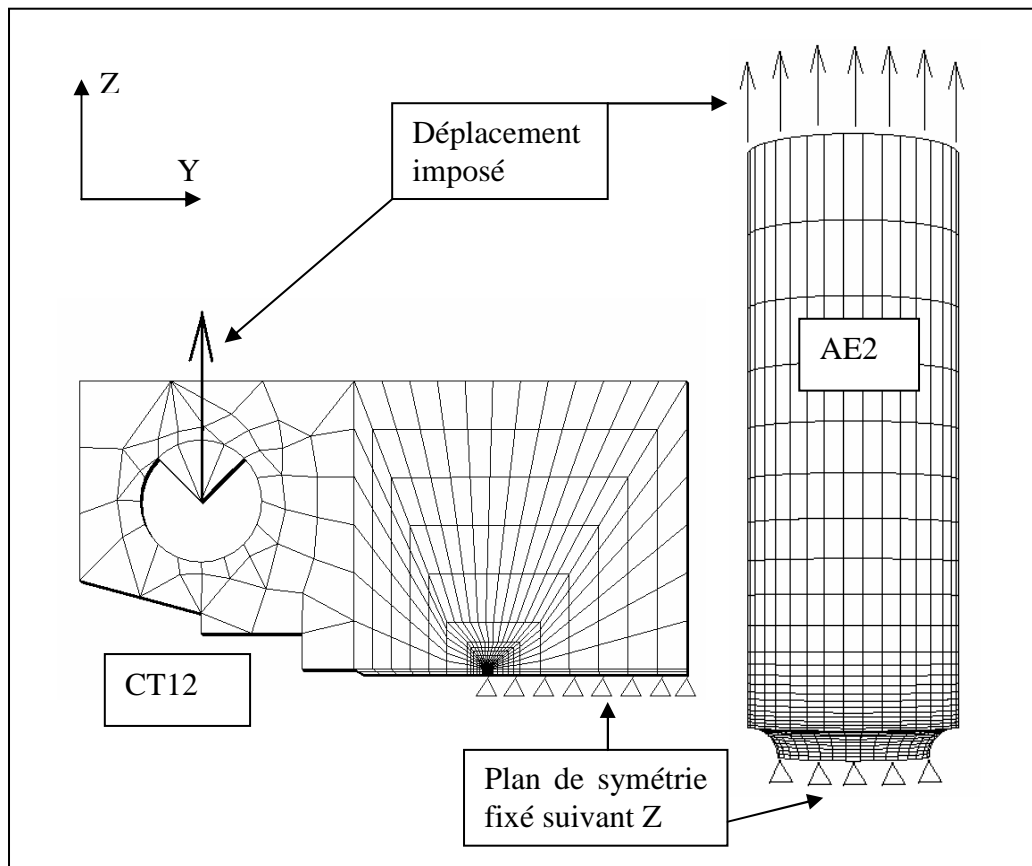 Z
Déplacement
imposé
Y
AE2
CT12
Plan de symétrie
fixé suivant Z